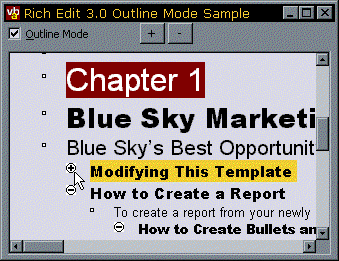 Rich Edit 3.0 Outline Mode Sample
Outline Mode + -
Chapter 1
Blue Sky Marketi
Blue Sky's Best Opportunit
Modifying This Template
How to Create a Report
To create a report from your newly
How to Create Bullets an